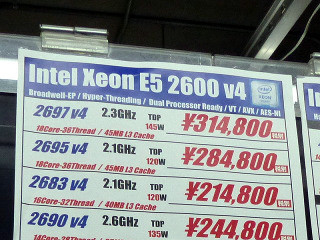 Intel Xeon E5 2600 v4
Broadwell-EP / Hyper-Threading / Dual Processor Ready / VT / AVX / AES-NI
2697 v4 2.3GHz TDP 145W ¥314,800
18Core-36Thread / 45MB L3 Cache
2695 v4 2.1GHz TDP 120W ¥284,800
18Core-36Thread / 45MB L3 Cache
2683 v4 2.1GHz TDP 120W ¥214,800
16Core-32Thread / 40MB L3 Cache
2690 v4 2.6GHz TDP 135W ¥244,800